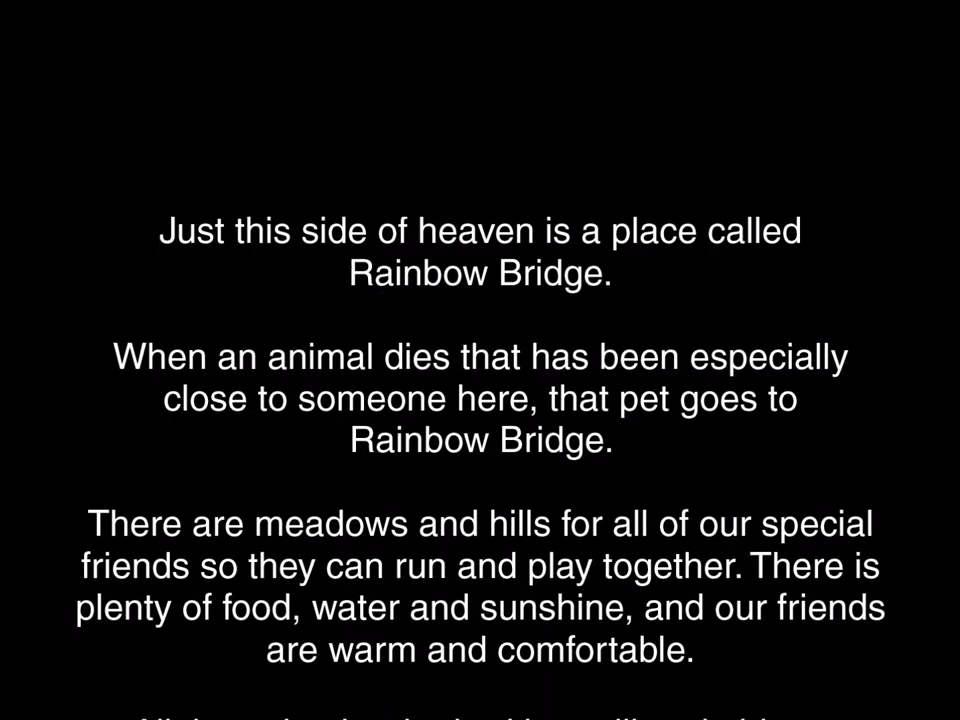 Just this side of heaven is a place called
Rainbow Bridge.
When an animal dies that has been especially
close to someone here, that pet goes to
Rainbow Bridge.
There are meadows and hills for all of our special
friends so they can run and play together. There is
plenty of food, water and sunshine, and our friends
are warm and comfortable.